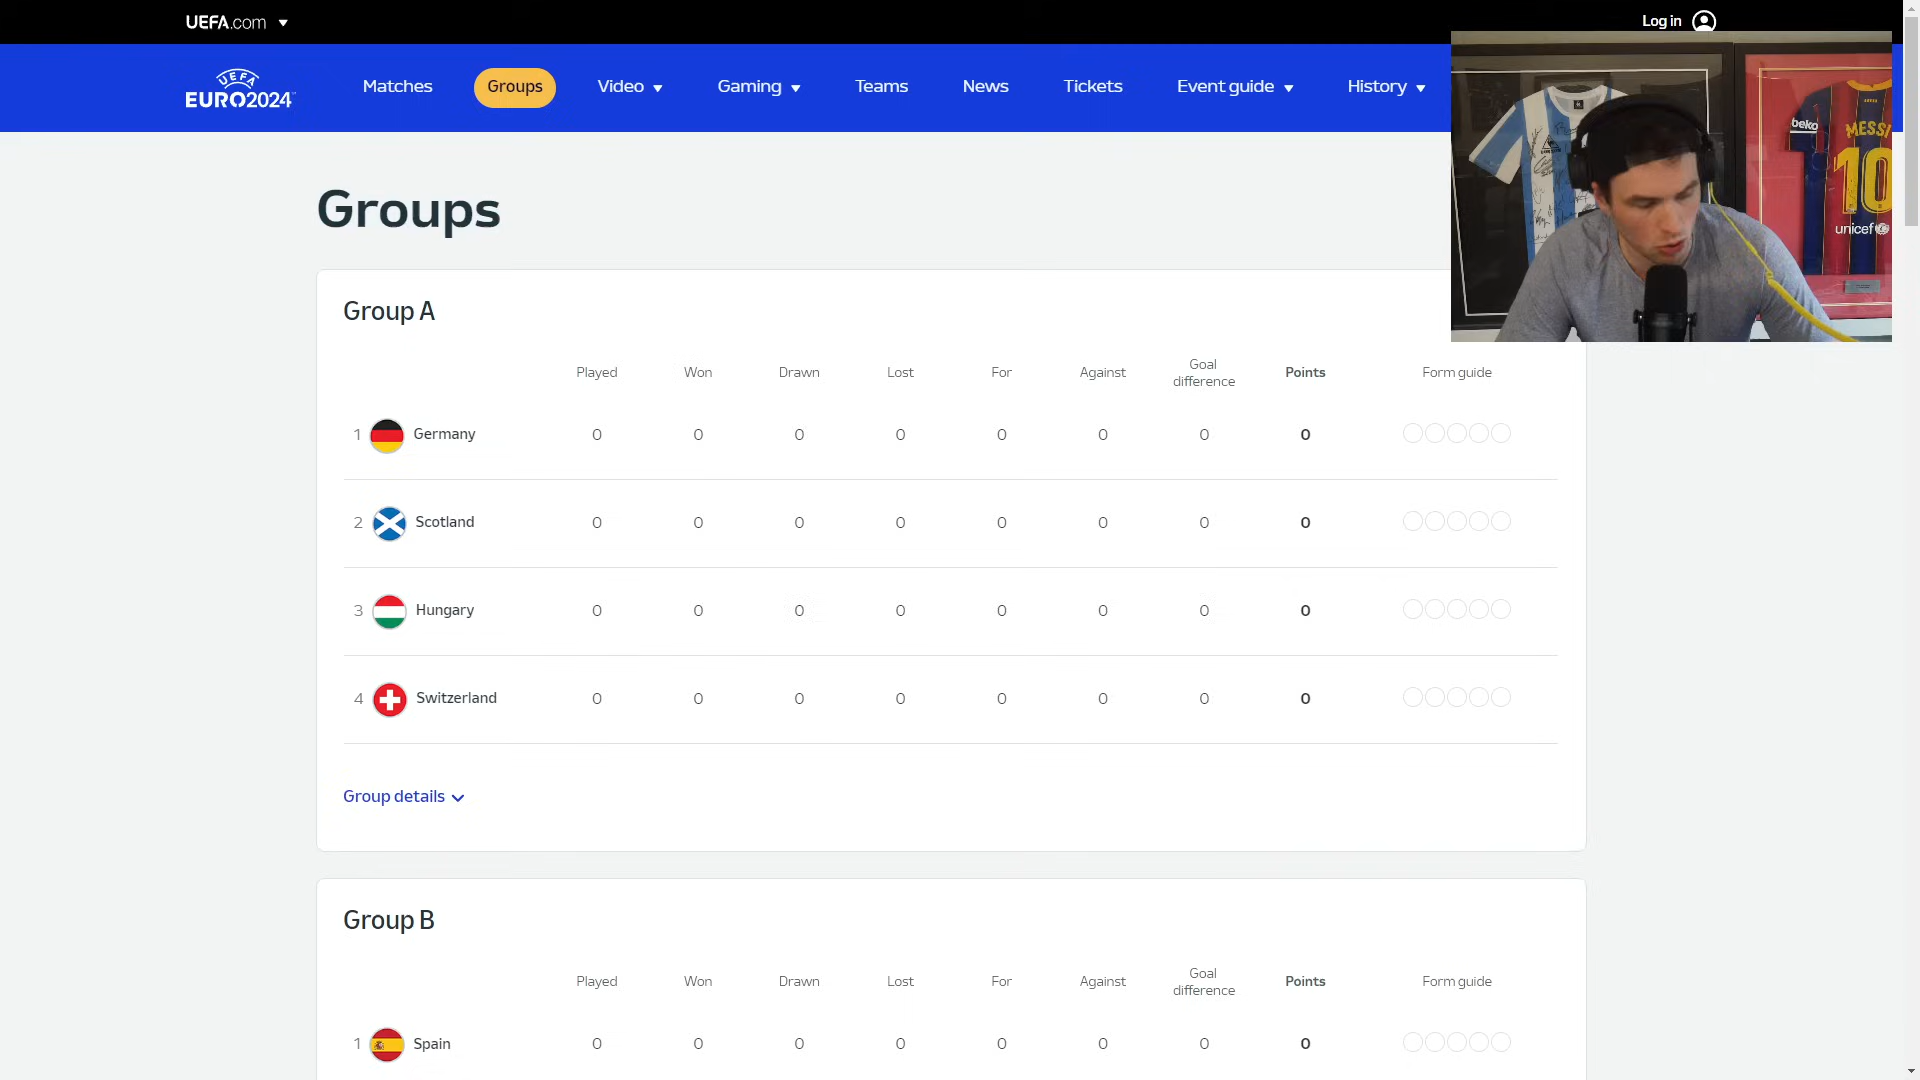 UEFA.com
Log in
UEFA
EURO2024
Matches
Groups
Video
Gaming
Teams
News
Tickets
Event guide
History
beko
MESSI
10
unicef
Groups
Group A
Played Won Drawn Lost For Against Goal difference Points Form guide
1 Germany 0 0 0 0 0 0 0 0
2 Scotland 0 0 0 0 0 0 0 0
3 Hungary 0 0 0 0 0 0 0 0
4 Switzerland 0 0 0 0 0 0 0 0
Group details
Group B
Played Won Drawn Lost For Against Goal difference Points Form guide
1 Spain 0 0 0 0 0 0 0 0